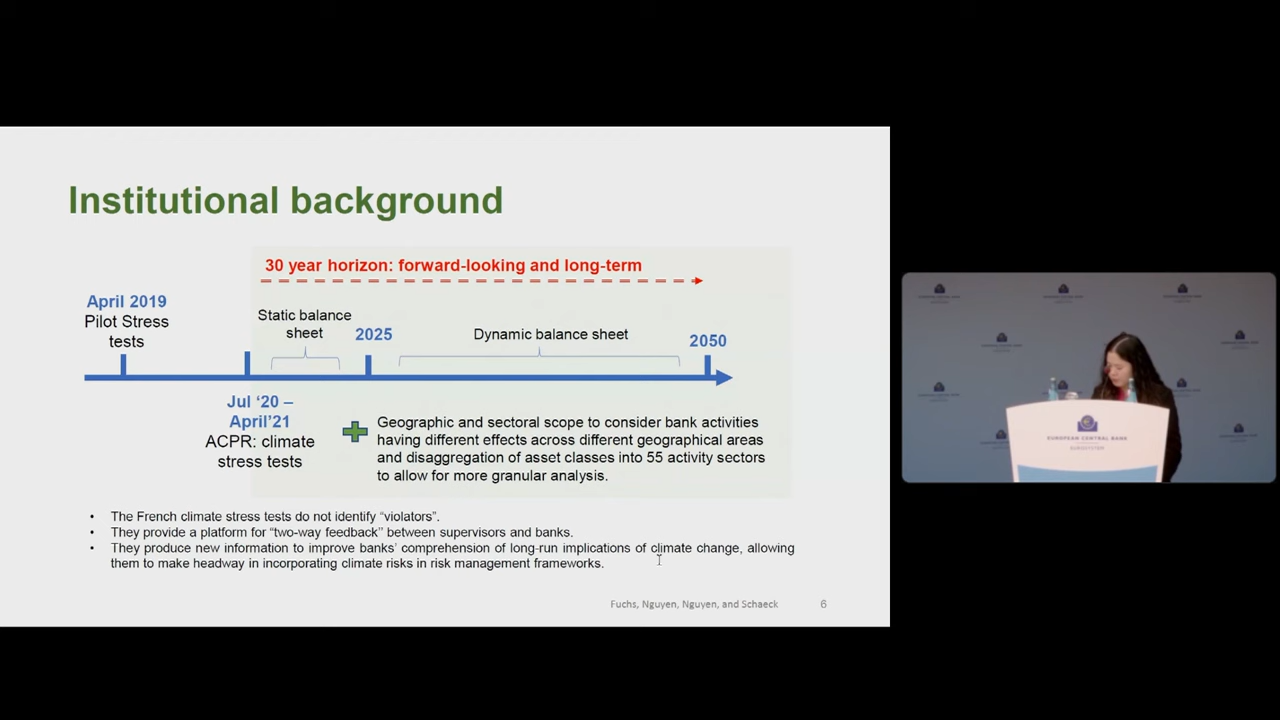 Institutional background
30 year horizon: forward-looking and long-term
April 2019
Pilot Stress
tests
Static balance
sheet
2025
Dynamic balance sheet
2050
Jul ‘20 –
April’21
ACPR: climate
stress tests
Geographic and sectoral scope to consider bank activities
having different effects across different geographical areas
and disaggregation of asset classes into 55 activity sectors
to allow for more granular analysis.
• The French climate stress tests do not identify “violators”.
• They provide a platform for “two-way feedback” between supervisors and banks.
• They produce new information to improve banks’ comprehension of long-run implications of climate change, allowing
them to make headway in incorporating climate risks in risk management frameworks.
Fuchs, Nguyen, Nguyen, and Schaeck
6
EUROPEAN CENTRAL BANK
EUROSYSTEM